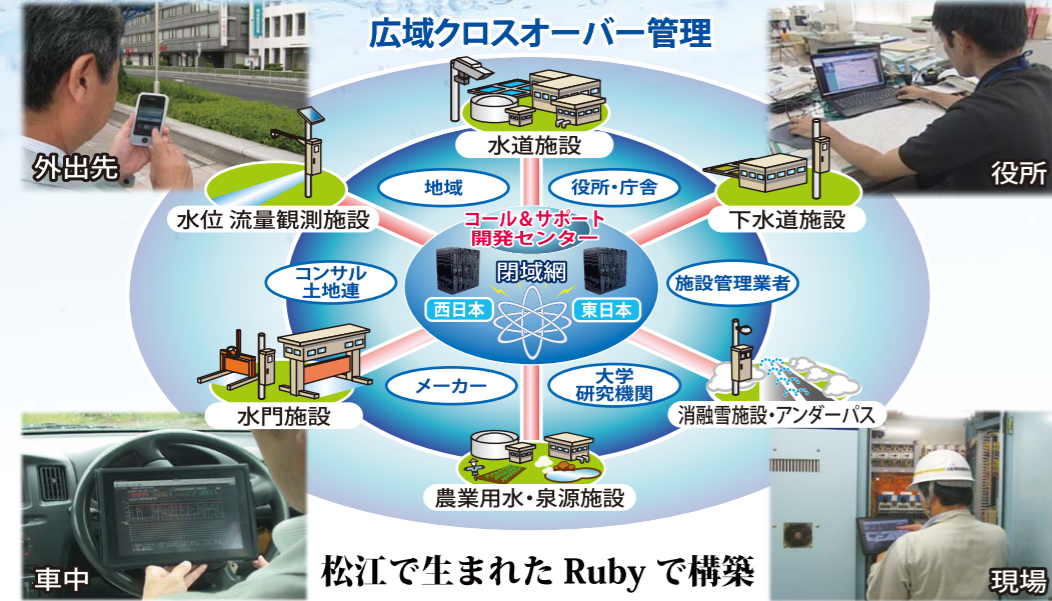 広域クロスオーバー管理
外出先
役所
水道施設
地域
役所・庁舎
水位 流量観測施設
下水道施設
コール&サポート
開発センター
閉域網
コンサル
土地連
施設管理業者
西日本
東日本
メーカー
大学
研究機関
水門施設
消融雪施設・アンダーパス
農業用水・泉源施設
車中
松江で生まれた Ruby で構築
現場